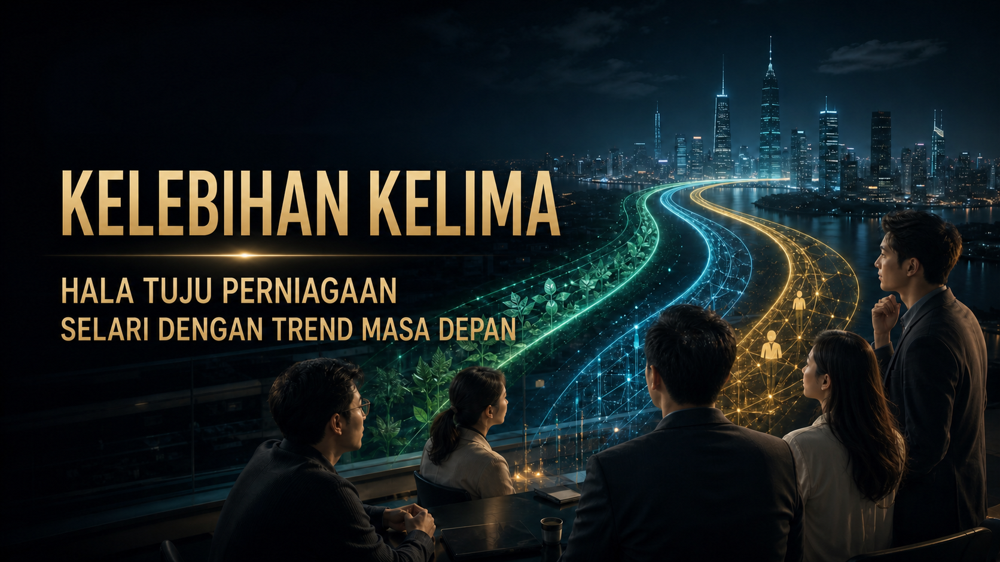 KELEBIHAN KELIMA
HALA TUJU PERNIAGAAN
SELARI DENGAN TREND MASA DEPAN